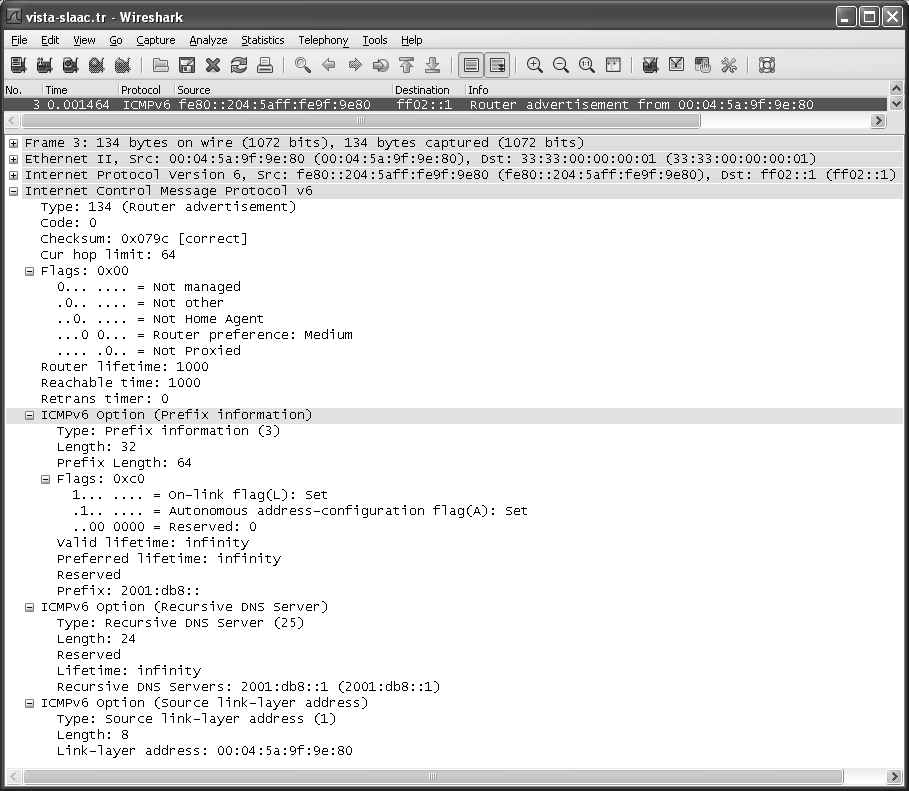 vista-slaac.tr - Wireshark
File Edit View Go Capture Analyze Statistics Telephony Tools Help
No. Time Protocol Source Destination Info
3 0.001464 ICMPv6 fe80::204:5aff:fe9f:9e80 ff02::1 Router advertisement from 00:04:5a:9f:9e:80
Frame 3: 134 bytes on wire (1072 bits), 134 bytes captured (1072 bits)
Ethernet II, Src: 00:04:5a:9f:9e:80 (00:04:5a:9f:9e:80), Dst: 33:33:00:00:00:01 (33:33:00:00:00:01)
Internet Protocol Version 6, Src: fe80::204:5aff:fe9f:9e80 (fe80::204:5aff:fe9f:9e80), Dst: ff02::1 (ff02::1)
Internet Control Message Protocol v6
Type: 134 (Router advertisement)
Code: 0
Checksum: 0x079c [correct]
Cur hop limit: 64
Flags: 0x00
0... .... = Not managed
.0.. .... = Not other
..0. .... = Not Home Agent
...0 0... = Router preference: Medium
.... .0.. = Not Proxied
Router lifetime: 1000
Reachable time: 1000
Retrans timer: 0
ICMPv6 Option (Prefix information)
Type: Prefix information (3)
Length: 32
Prefix Length: 64
Flags: 0xc0
1... .... = On-link flag(L): Set
.1.. .... = Autonomous address-configuration flag(A): Set
..00 0000 = Reserved: 0
Valid lifetime: infinity
Preferred lifetime: infinity
Reserved
Prefix: 2001:db8::
ICMPv6 Option (Recursive DNS Server)
Type: Recursive DNS Server (25)
Length: 24
Reserved
Lifetime: infinity
Recursive DNS Servers: 2001:db8::1 (2001:db8::1)
ICMPv6 Option (Source link-layer address)
Type: Source link-layer address (1)
Length: 8
Link-layer address: 00:04:5a:9f:9e:80